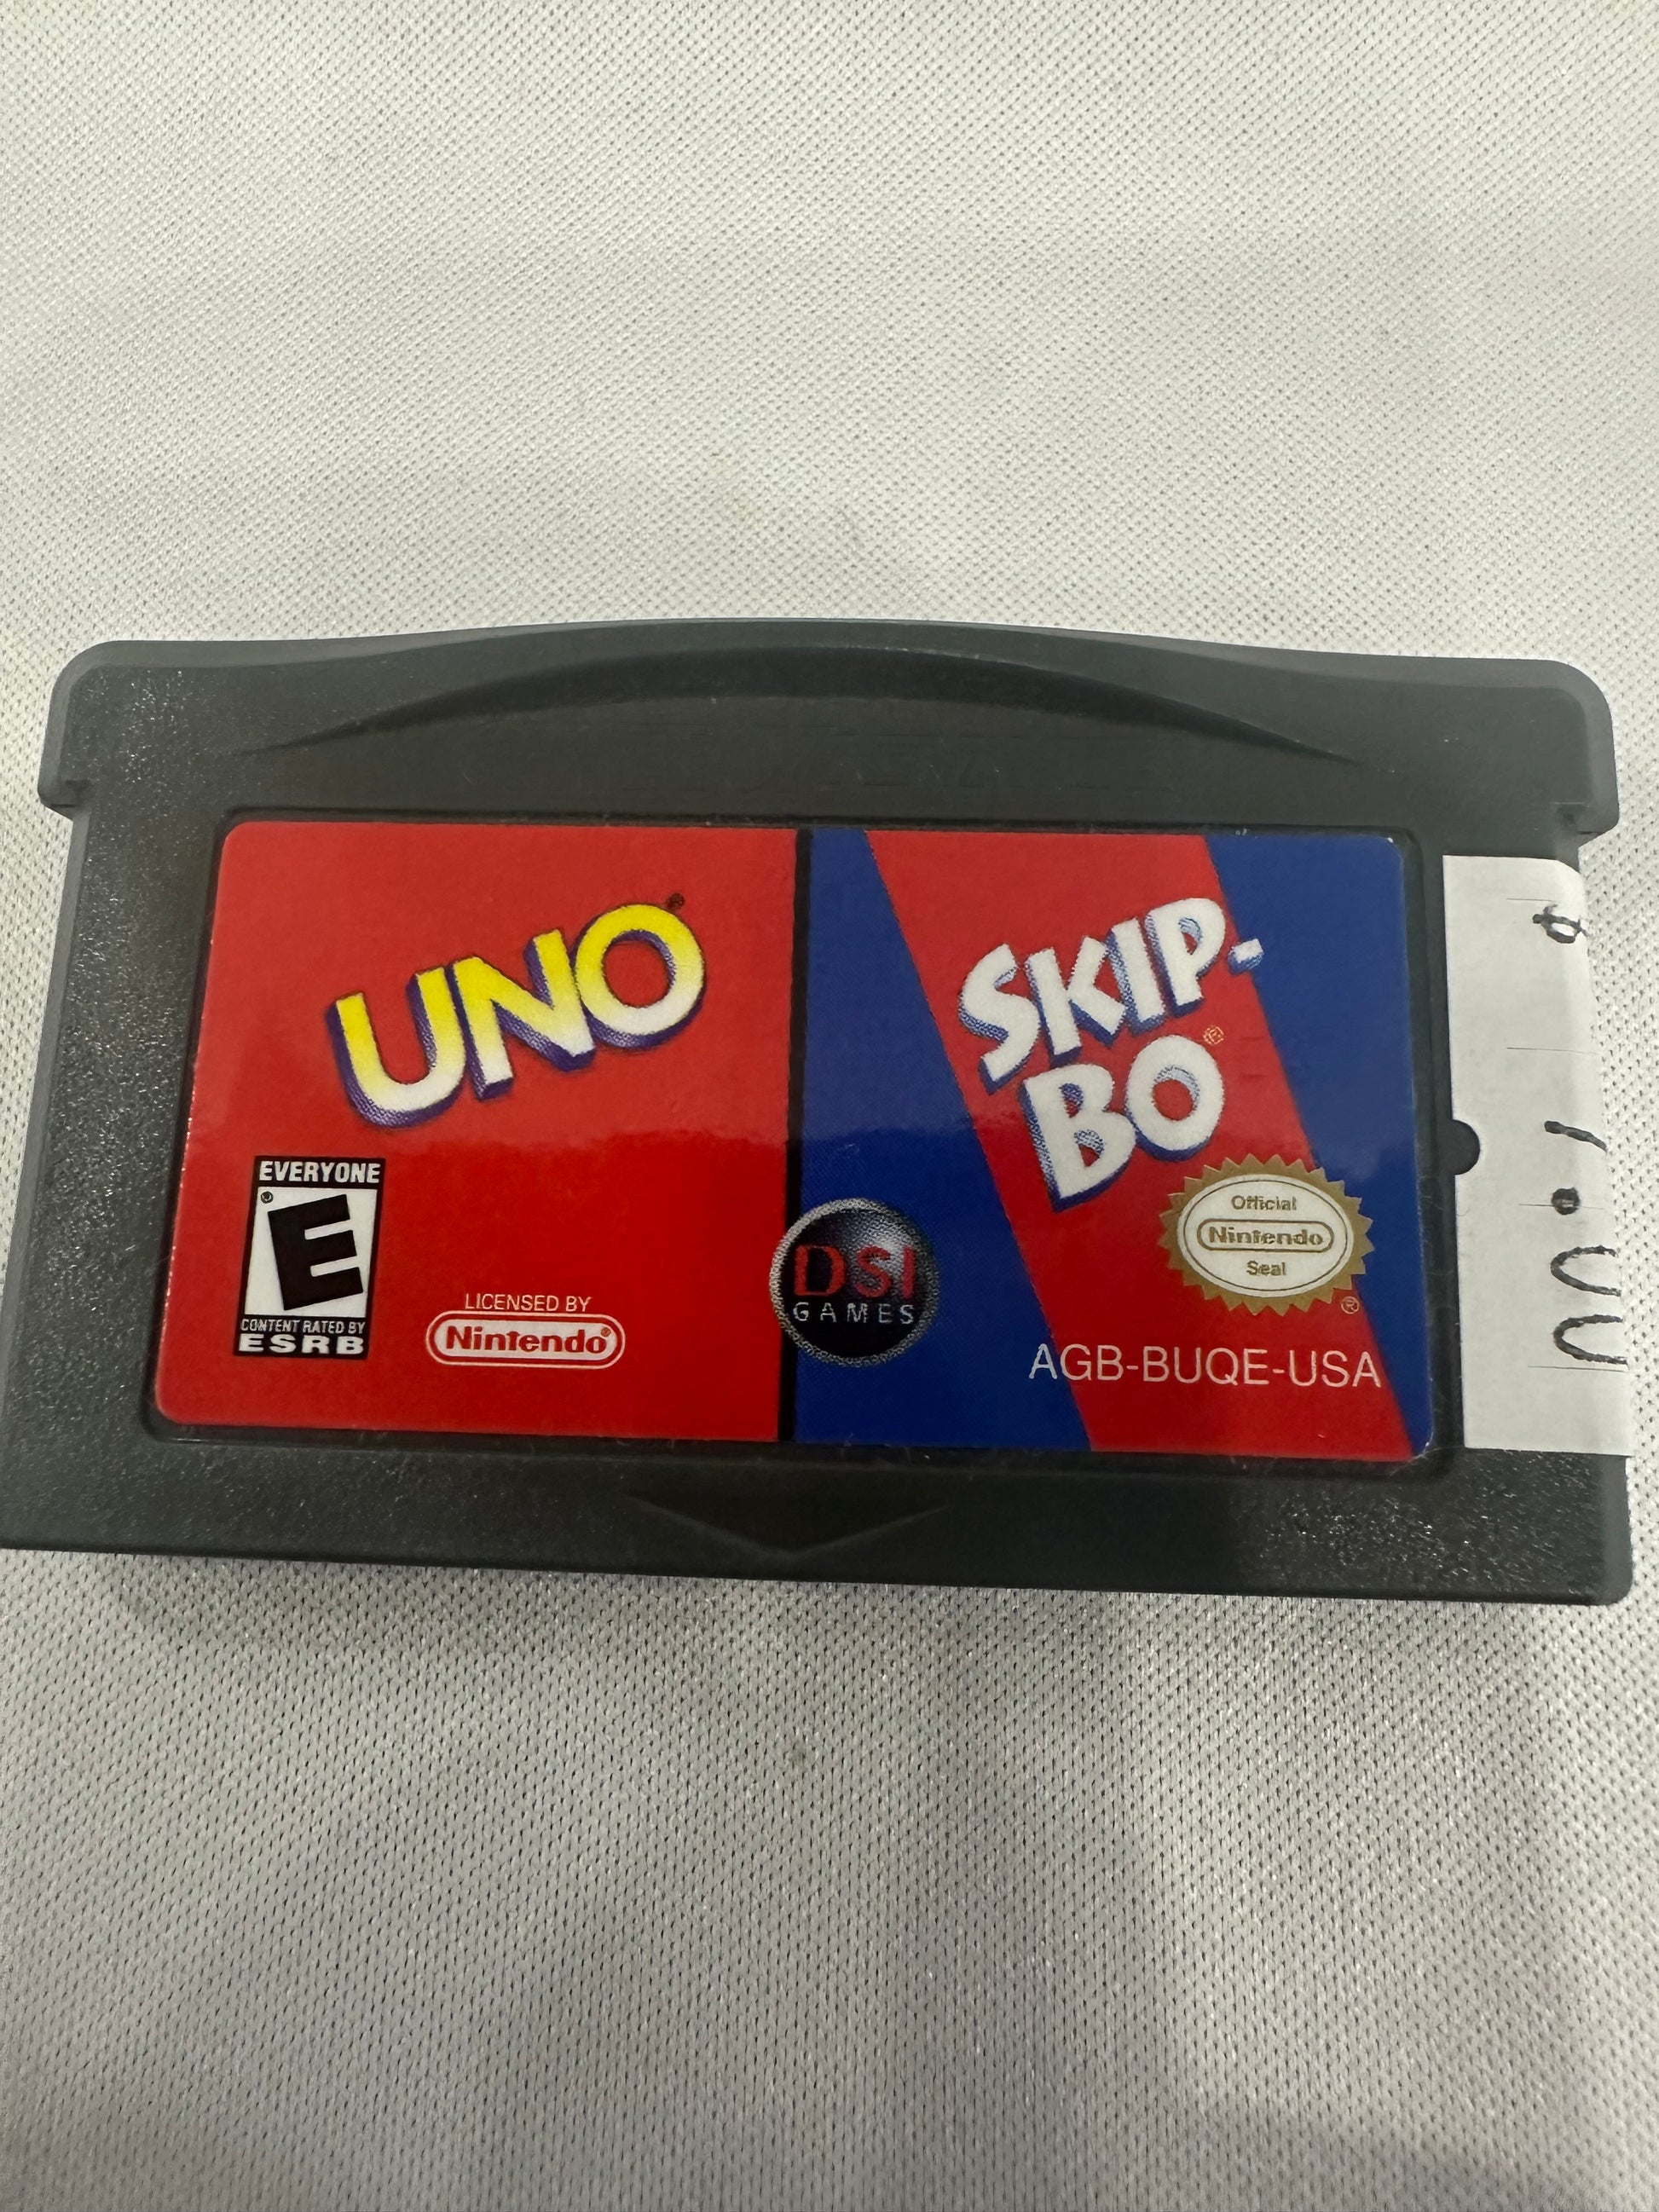 UNO®
SKIP-
BO®
EVERYONE
E
CONTENT RATED BY
ESRB
LICENSED BY
Nintendo®
DSI
GAMES
Official
Nintendo
Seal
®
AGB-BUQE-USA